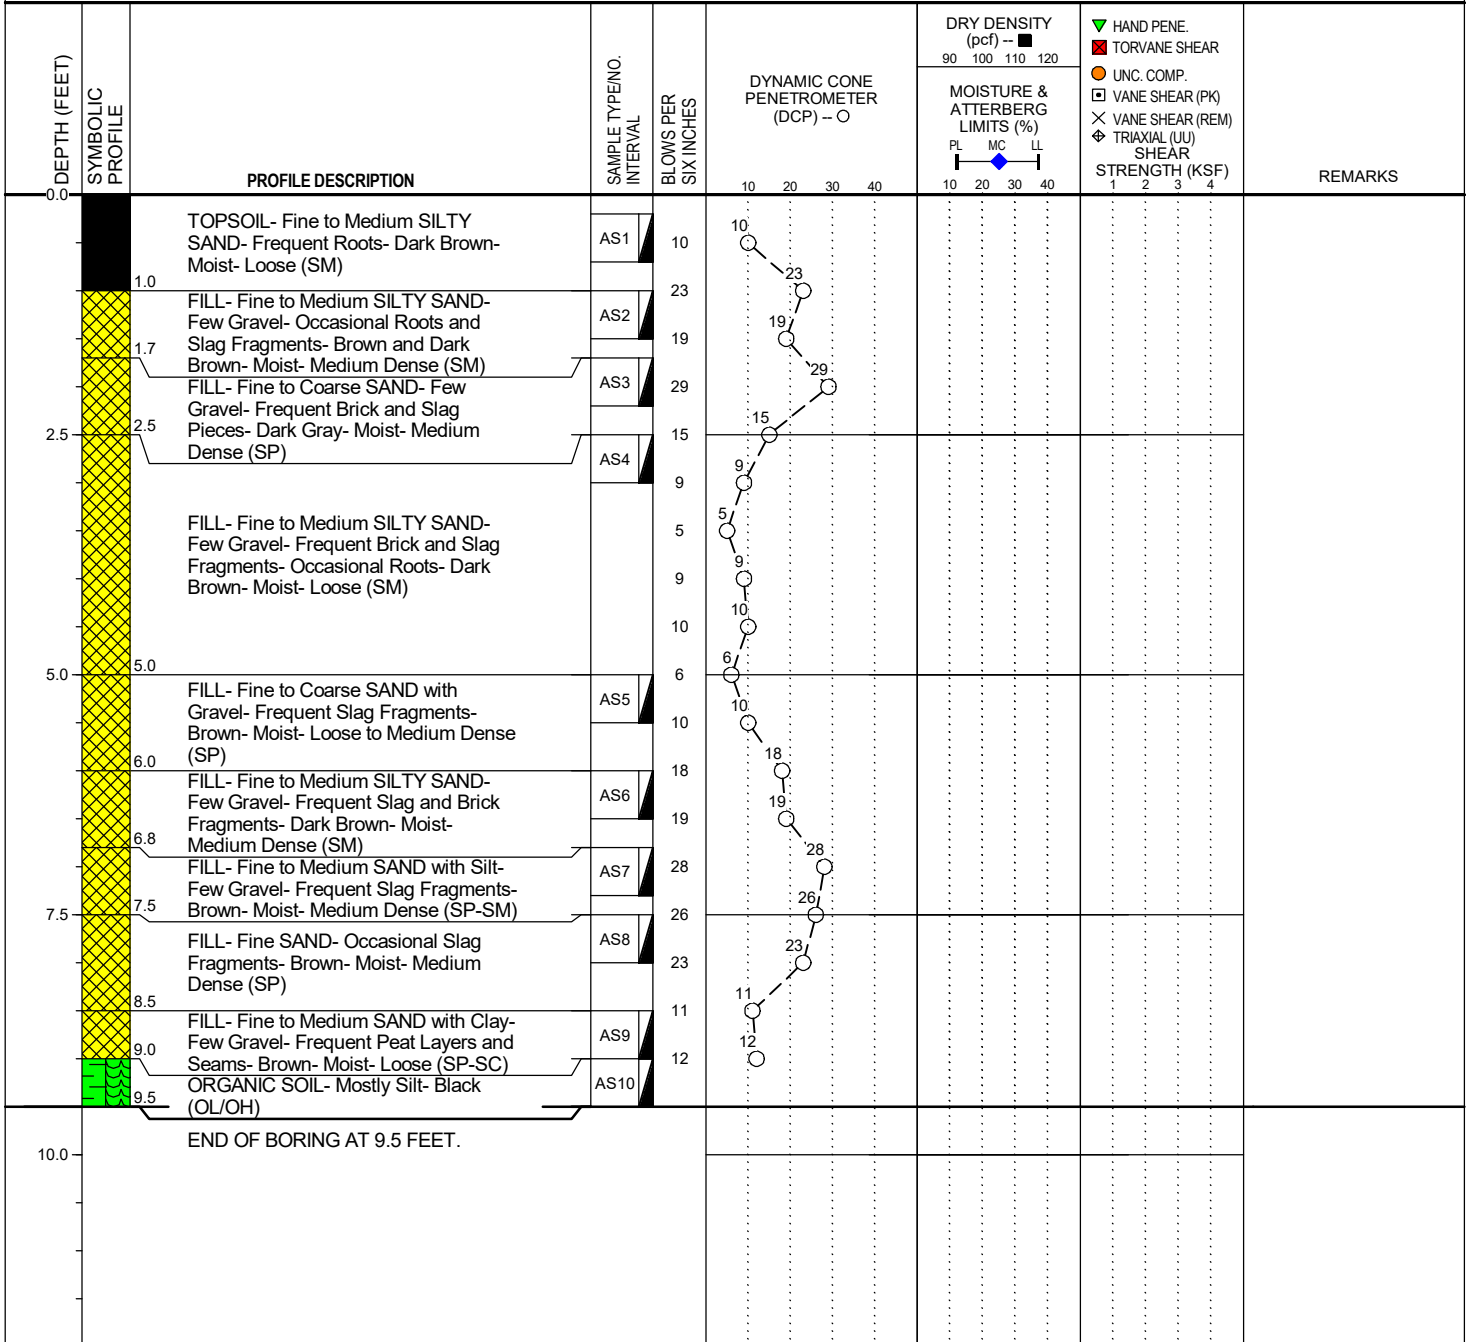 DEPTH (FEET)
SYMBOLIC
PROFILE
PROFILE DESCRIPTION
SAMPLE TYPE/NO.
INTERVAL
BLOWS PER
SIX INCHES
DYNAMIC CONE
PENETROMETER
(DCP) -- O
10 20 30 40
DRY DENSITY
(pcf) -- ■
90 100 110 120
MOISTURE &
ATTERBERG
LIMITS (%)
PL MC LL
10 20 30 40
HAND PENE.
TORVANE SHEAR
UNC. COMP.
VANE SHEAR (PK)
VANE SHEAR (REM)
TRIAXIAL (UU)
SHEAR
STRENGTH (KSF)
1 2 3 4
REMARKS
0.0
TOPSOIL- Fine to Medium SILTY
SAND- Frequent Roots- Dark Brown-
Moist- Loose (SM)
AS1
10
10
1.0
23
23
FILL- Fine to Medium SILTY SAND-
Few Gravel- Occasional Roots and
Slag Fragments- Brown and Dark
Brown- Moist- Medium Dense (SM)
AS2
19
19
1.7
FILL- Fine to Coarse SAND- Few
Gravel- Frequent Brick and Slag
Pieces- Dark Gray- Moist- Medium
Dense (SP)
AS3
29
29
2.5
2.5
15
15
AS4
9
9
FILL- Fine to Medium SILTY SAND-
Few Gravel- Frequent Brick and Slag
Fragments- Occasional Roots- Dark
Brown- Moist- Loose (SM)
5
5
9
9
10
10
5.0
5.0
6
6
FILL- Fine to Coarse SAND with
Gravel- Frequent Slag Fragments-
Brown- Moist- Loose to Medium Dense
(SP)
AS5
10
10
6.0
18
18
FILL- Fine to Medium SILTY SAND-
Few Gravel- Frequent Slag and Brick
Fragments- Dark Brown- Moist-
Medium Dense (SM)
AS6
19
19
6.8
FILL- Fine to Medium SAND with Silt-
Few Gravel- Frequent Slag Fragments-
Brown- Moist- Medium Dense (SP-SM)
AS7
28
28
7.5
7.5
26
26
FILL- Fine SAND- Occasional Slag
Fragments- Brown- Moist- Medium
Dense (SP)
AS8
23
23
8.5
11
11
FILL- Fine to Medium SAND with Clay-
Few Gravel- Frequent Peat Layers and
Seams- Brown- Moist- Loose (SP-SC)
AS9
9.0
12
12
ORGANIC SOIL- Mostly Silt- Black
(OL/OH)
AS10
9.5
END OF BORING AT 9.5 FEET.
10.0